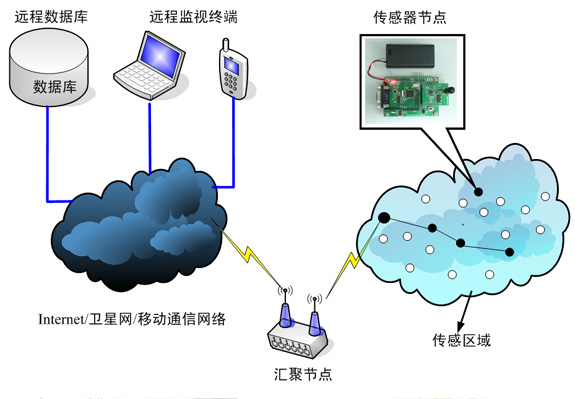 远程数据库
远程监视终端
传感器节点
数据库
Internet/卫星网/移动通信网络
传感区域
汇聚节点